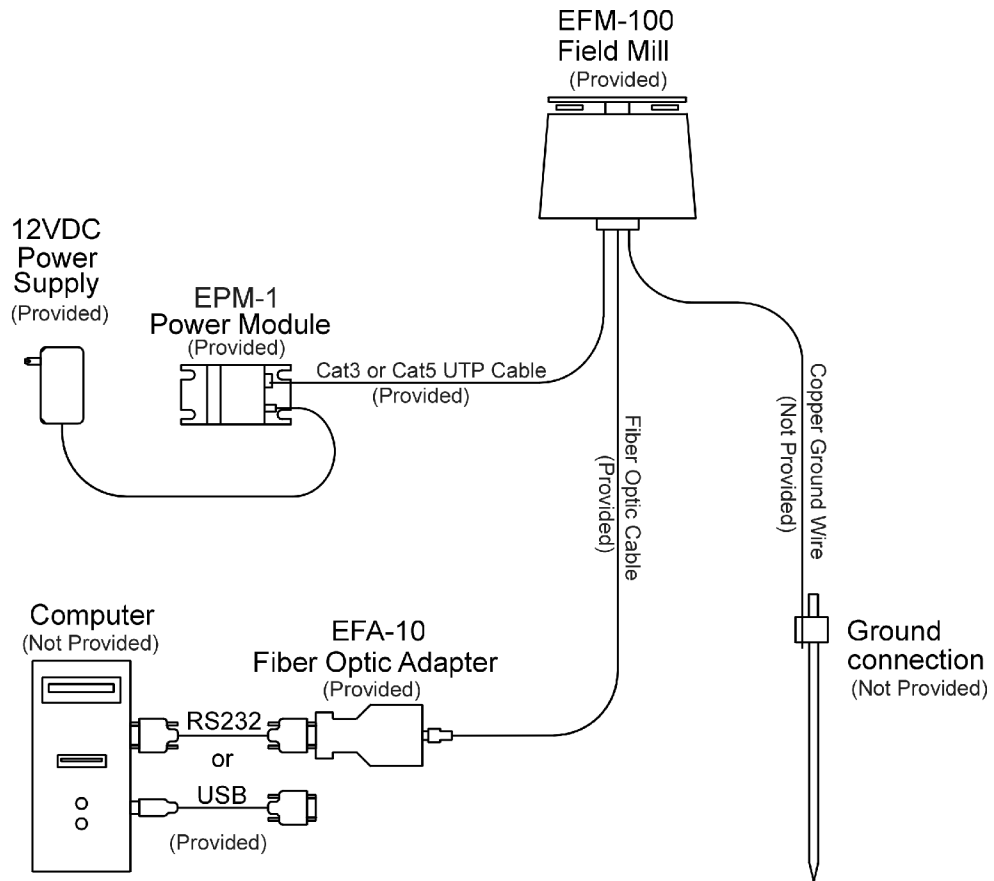 EFM-100
Field Mill
(Provided)
12VDC
Power
Supply
(Provided)
EPM-1
Power Module
(Provided)
Cat3 or Cat5 UTP Cable
(Provided)
Fiber Optic Cable
(Provided)
Copper Ground Wire
(Not Provided)
Computer
(Not Provided)
EFA-10
Fiber Optic Adapter
(Provided)
RS232
or
USB
(Provided)
Ground
connection
(Not Provided)